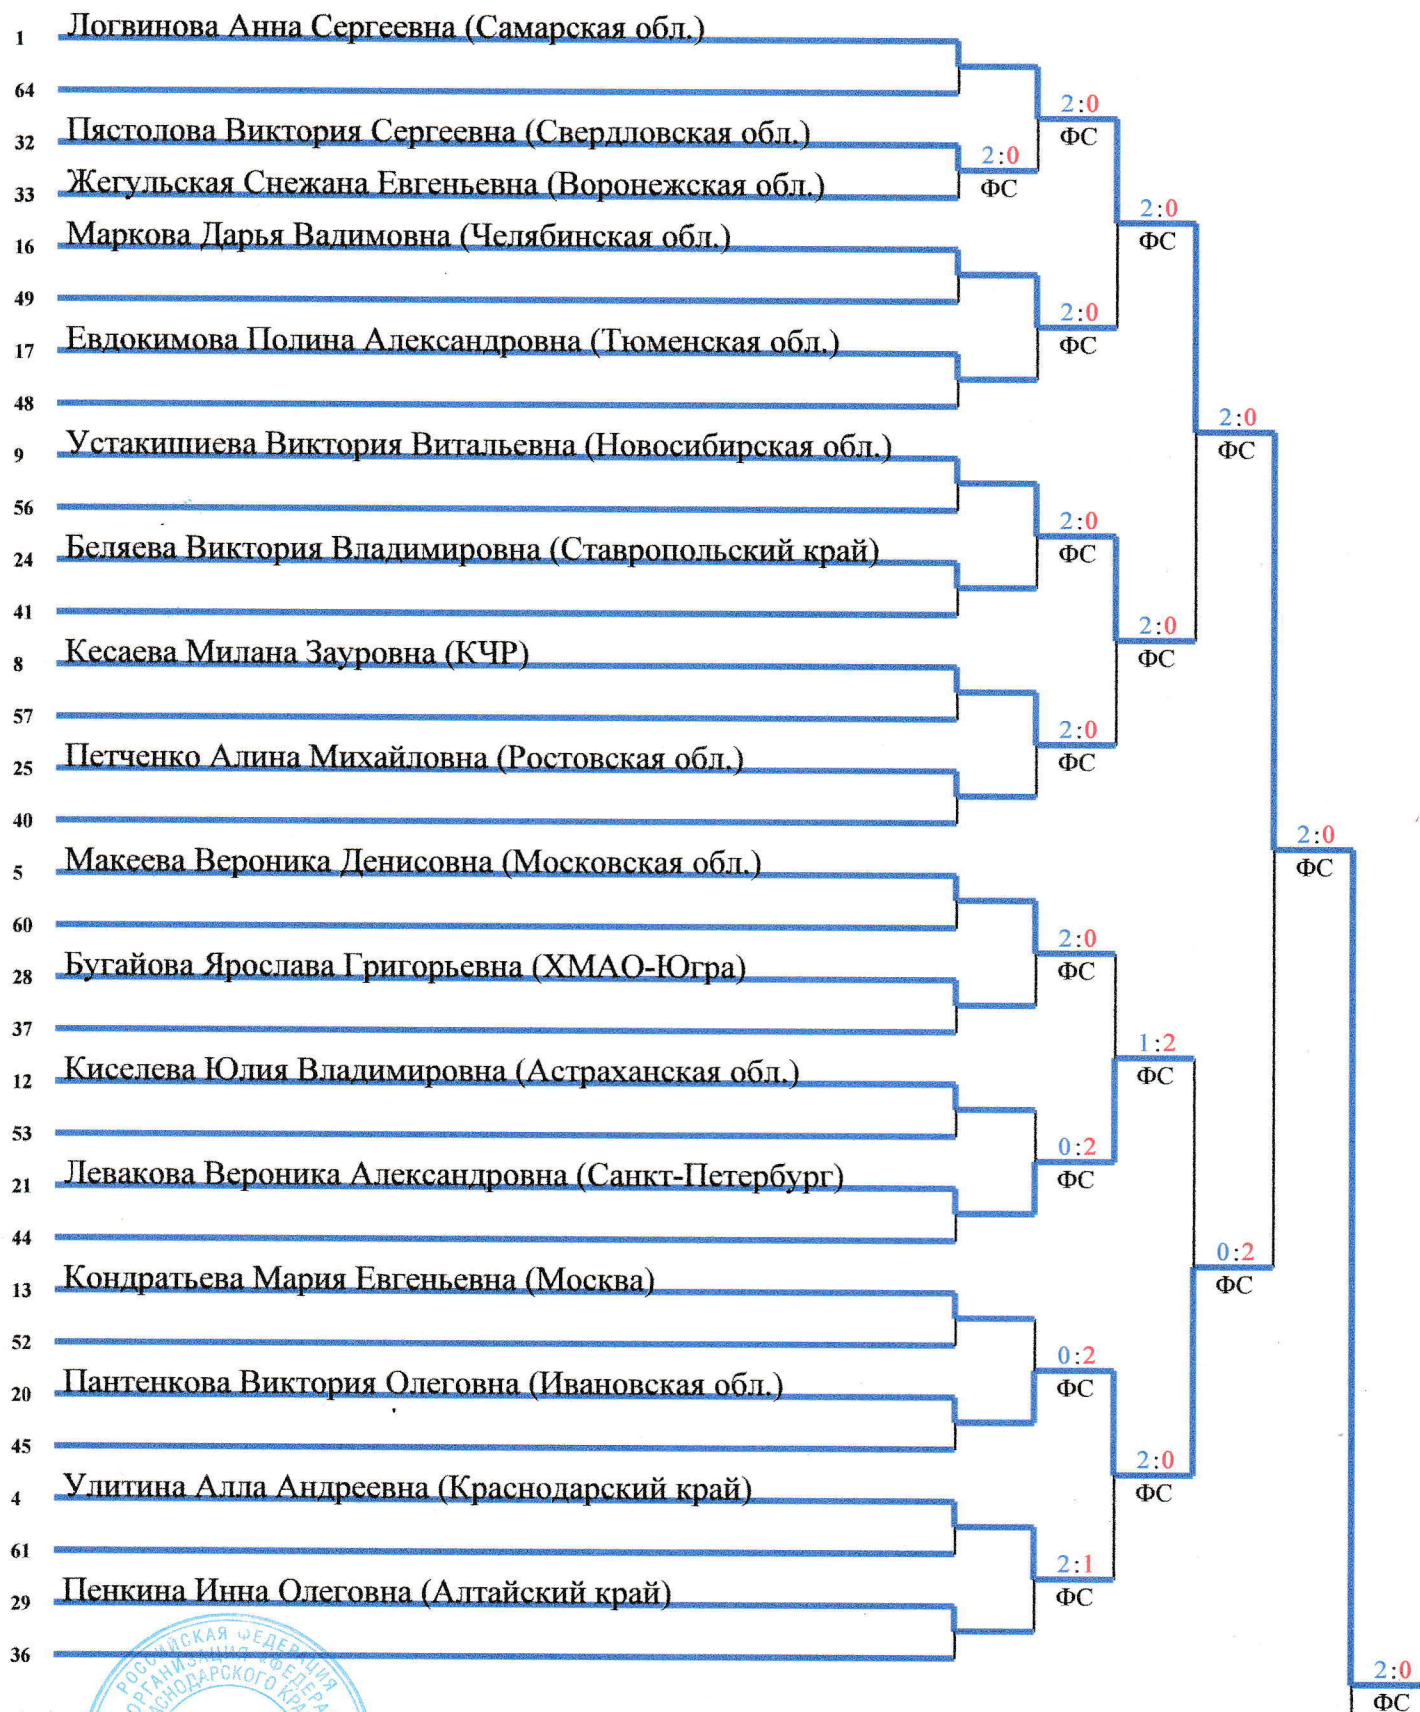 1 Логвинова Анна Сергеевна (Самарская обл.)
64
2:0
ФС
32 Пястолова Виктория Сергеевна (Свердловская обл.)
2:0
ФС
33 Жегульская Снежана Евгеньевна (Воронежская обл.)
2:0
ФС
16 Маркова Дарья Вадимовна (Челябинская обл.)
49
2:0
ФС
17 Евдокимова Полина Александровна (Тюменская обл.)
48
2:0
ФС
9 Устакишиева Виктория Витальевна (Новосибирская обл.)
56
2:0
ФС
24 Беляева Виктория Владимировна (Ставропольский край)
41
2:0
ФС
8 Кесаева Милана Зауровна (КЧР)
57
2:0
ФС
25 Петченко Алина Михайловна (Ростовская обл.)
40
2:0
ФС
5 Макеева Вероника Денисовна (Московская обл.)
60
2:0
ФС
28 Бугайова Ярослава Григорьевна (ХМАО-Югра)
37
1:2
ФС
12 Киселева Юлия Владимировна (Астраханская обл.)
53
0:2
ФС
21 Левакова Вероника Александровна (Санкт-Петербург)
44
0:2
ФС
13 Кондратьева Мария Евгеньевна (Москва)
52
0:2
ФС
20 Пантенкова Виктория Олеговна (Ивановская обл.)
45
2:0
ФС
4 Улитина Алла Андреевна (Краснодарский край)
61
2:1
ФС
29 Пенкина Инна Олеговна (Алтайский край)
36
РОССИЙСКАЯ ФЕДЕРАЦИЯ
ОРГАНИЗАЦИЯ
2:0
ФС